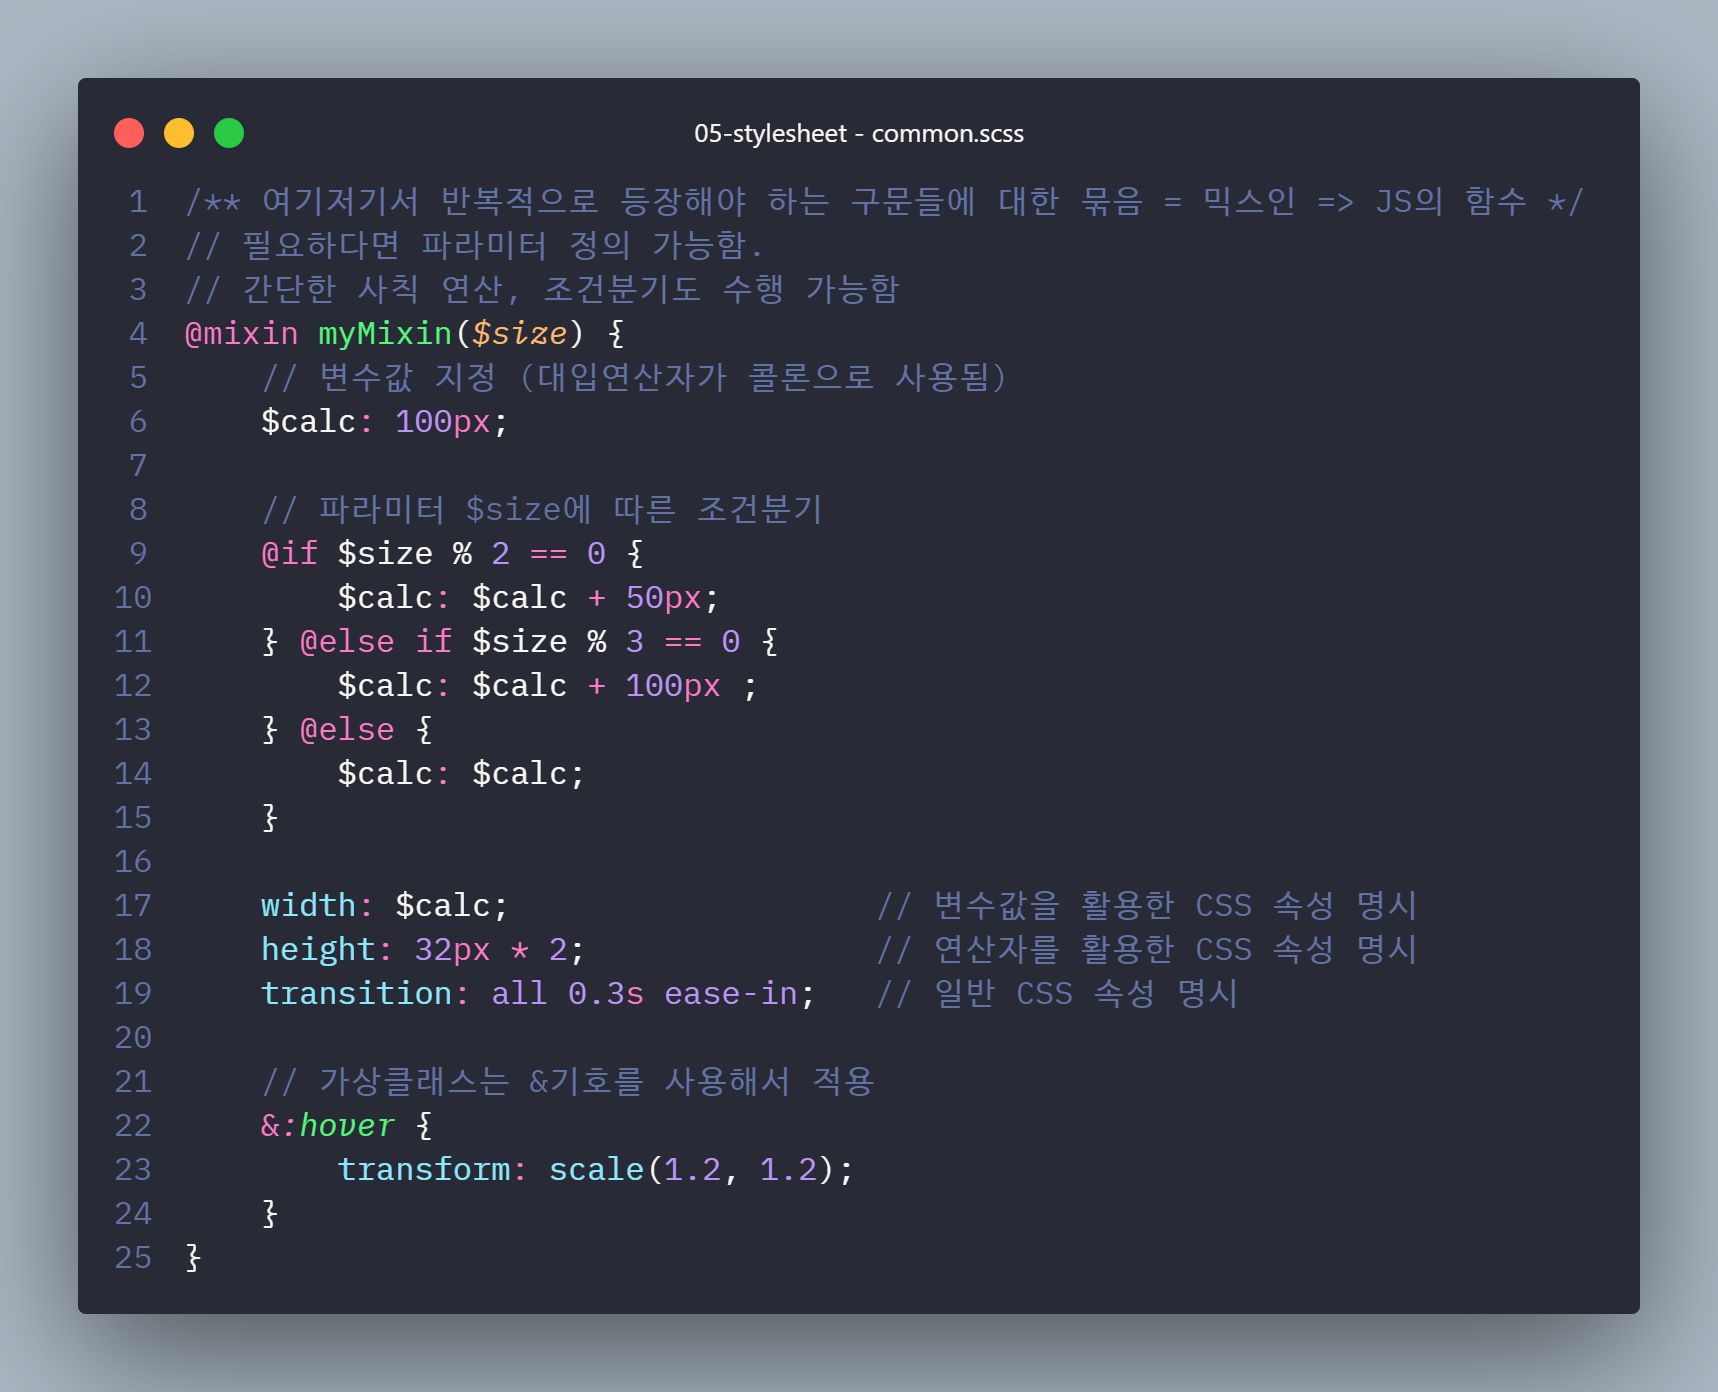 05-stylesheet - common.scss
1 /** 여기저기서 반복적으로 등장해야 하는 구문들에 대한 묶음 = 믹스인 => JS의 함수 */
2 // 필요하다면 파라미터 정의 가능함.
3 // 간단한 사칙 연산, 조건분기도 수행 가능함
4 @mixin myMixin($size) {
5     // 변수값 지정 (대입연산자가 콜론으로 사용됨)
6     $calc: 100px;
7
8     // 파라미터 $size에 따른 조건분기
9     @if $size % 2 == 0 {
10         $calc: $calc + 50px;
11     } @else if $size % 3 == 0 {
12         $calc: $calc + 100px ;
13     } @else {
14         $calc: $calc;
15     }
16
17     width: $calc;                   // 변수값을 활용한 CSS 속성 명시
18     height: 32px * 2;               // 연산자를 활용한 CSS 속성 명시
19     transition: all 0.3s ease-in;   // 일반 CSS 속성 명시
20
21     // 가상클래스는 &기호를 사용해서 적용
22     &:hover {
23         transform: scale(1.2, 1.2);
24     }
25 }